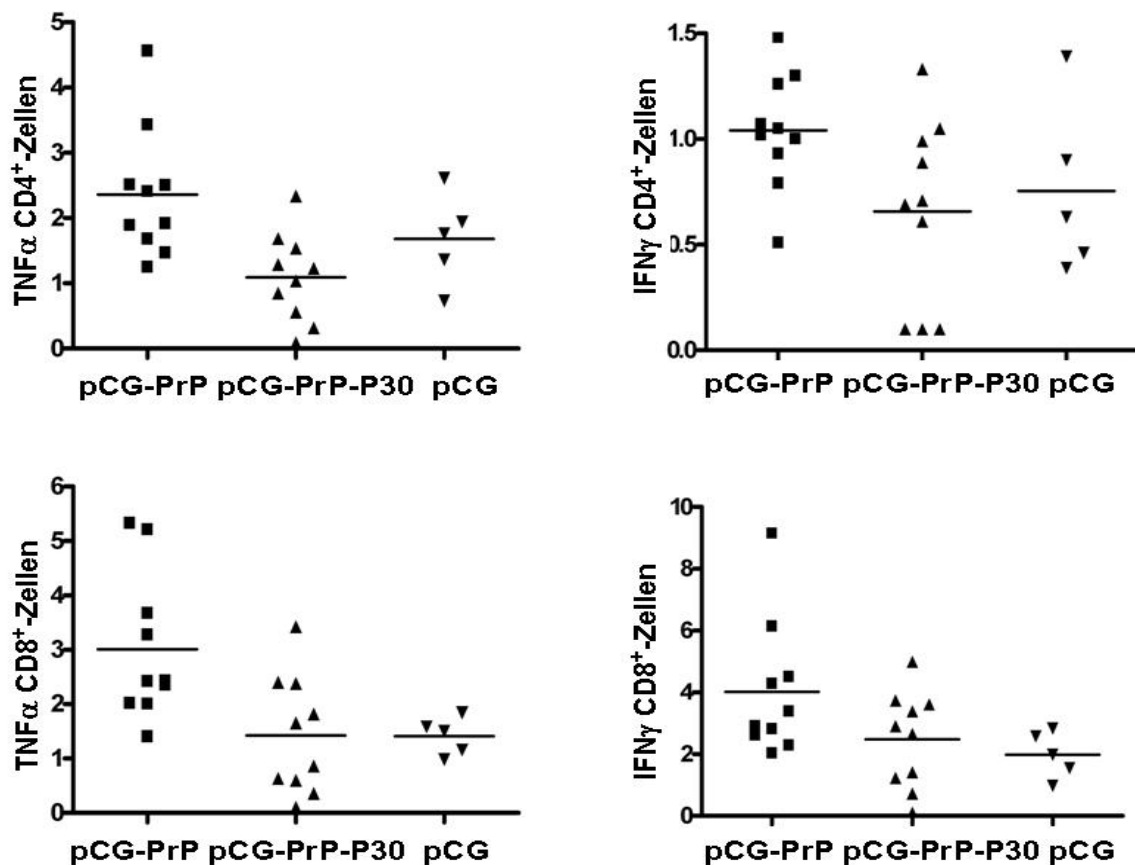 TNFα CD4⁺-Zellen
5
4
3
2
1
0
pCG-PrP pCG-PrP-P30 pCG
IFNγ CD4⁺-Zellen
1.5
1.0
0.5
0.0
pCG-PrP pCG-PrP-P30 pCG
TNFα CD8⁺-Zellen
6
5
4
3
2
1
0
pCG-PrP pCG-PrP-P30 pCG
IFNγ CD8⁺-Zellen
10
8
6
4
2
0
pCG-PrP pCG-PrP-P30 pCG